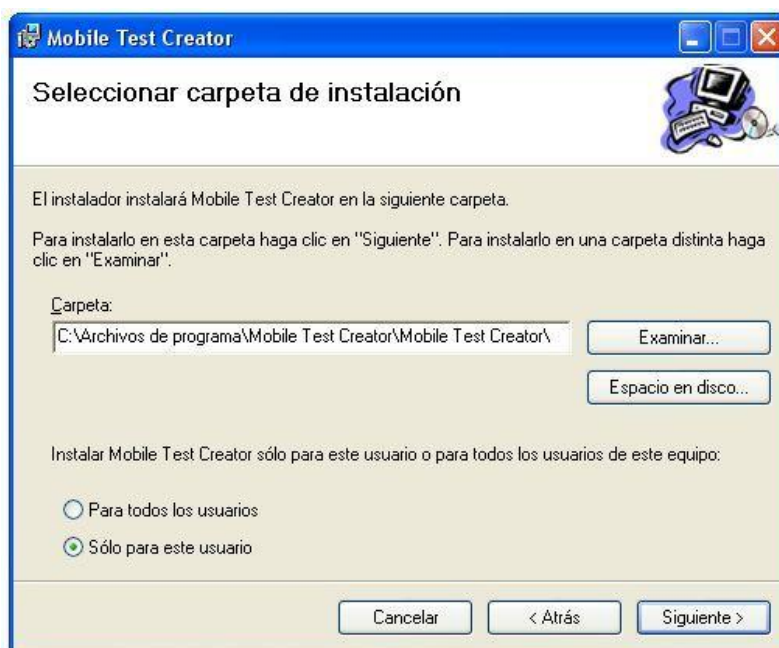 Mobile Test Creator
Seleccionar carpeta de instalación
El instalador instalará Mobile Test Creator en la siguiente carpeta.
Para instalarlo en esta carpeta haga clic en "Siguiente". Para instalarlo en una carpeta distinta haga
clic en "Examinar".
Carpeta:
C:\Archivos de programa\Mobile Test Creator\Mobile Test Creator\
Examinar...
Espacio en disco...
Instalar Mobile Test Creator sólo para este usuario o para todos los usuarios de este equipo:
Para todos los usuarios
Sólo para este usuario
Cancelar
< Atrás
Siguiente >